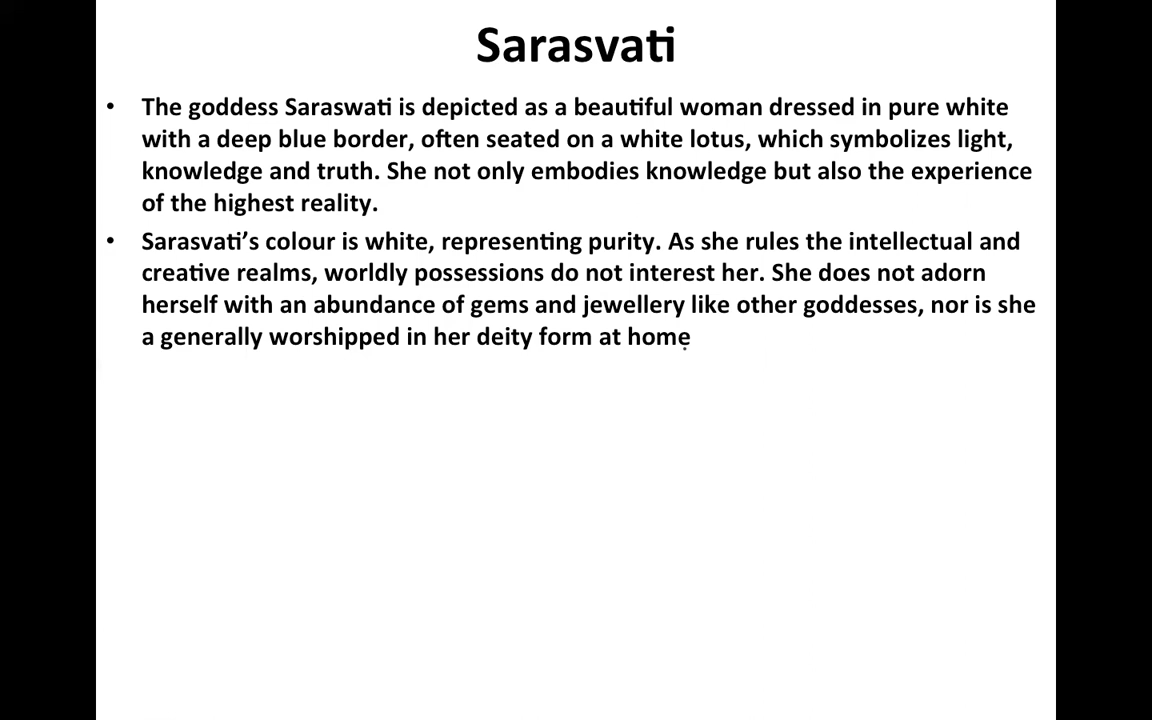 Sarasvati
• The goddess Saraswati is depicted as a beautiful woman dressed in pure white
with a deep blue border, often seated on a white lotus, which symbolizes light,
knowledge and truth. She not only embodies knowledge but also the experience
of the highest reality.
• Sarasvati’s colour is white, representing purity. As she rules the intellectual and
creative realms, worldly possessions do not interest her. She does not adorn
herself with an abundance of gems and jewellery like other goddesses, nor is she
a generally worshipped in her deity form at home